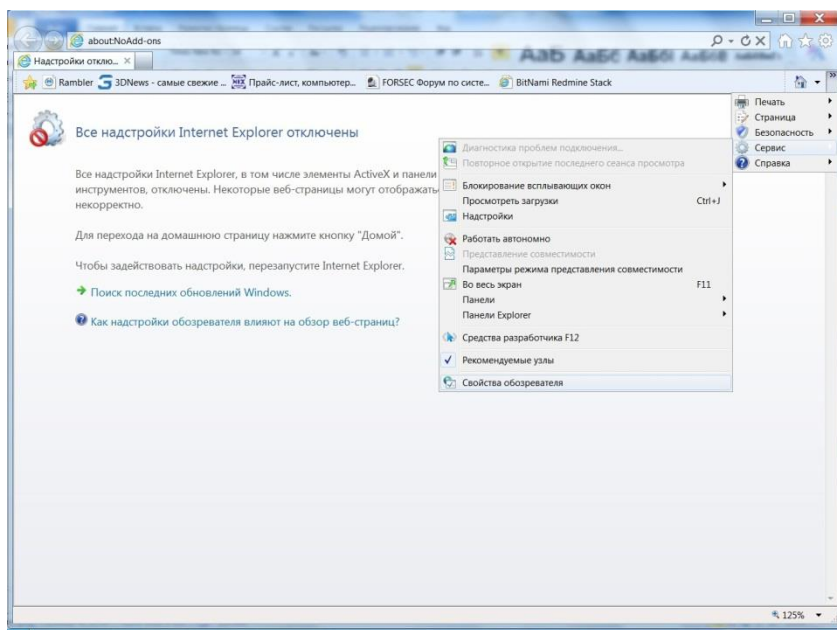 about:NoAdd-ons
Надстройки отклю...
Rambler
3DNews - самые свежие ...
Прайс-лист, компьютер...
FORSEC Форум по систе...
BitNami Redmine Stack
Печать
Страница
Безопасность
Сервис
Справка
Все надстройки Internet Explorer отключены
Все надстройки Internet Explorer, в том числе элементы ActiveX и панели
инструментов, отключены. Некоторые веб-страницы могут отображать
некорректно.
Для перехода на домашнюю страницу нажмите кнопку "Домой".
Чтобы задействовать надстройки, перезапустите Internet Explorer.
Поиск последних обновлений Windows.
Как надстройки обозревателя влияют на обзор веб-страниц?
Диагностика проблем подключения...
Повторное открытие последнего сеанса просмотра
Блокирование всплывающих окон
Просмотреть загрузки Ctrl+J
Надстройки
Работать автономно
Представление совместимости
Параметры режима представления совместимости
Во весь экран F11
Панели
Панели Explorer
Средства разработчика F12
Рекомендуемые узлы
Свойства обозревателя
125%